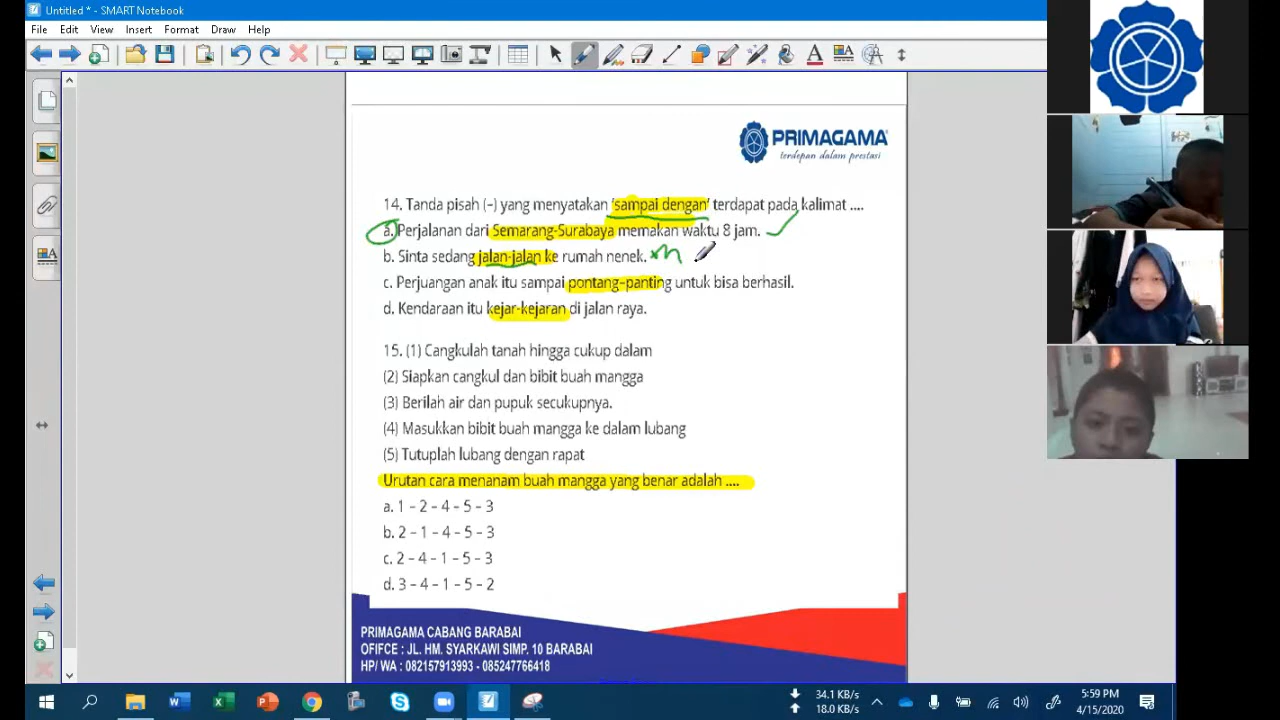 Untitled * - SMART Notebook
File Edit View Insert Format Draw Help
PRIMAGAMA
terdepan dalam prestasi
14. Tanda pisah (–) yang menyatakan 'sampai dengan' terdapat pada kalimat ....
a. Perjalanan dari Semarang-Surabaya memakan waktu 8 jam.
b. Sinta sedang jalan-jalan ke rumah nenek.
c. Perjuangan anak itu sampai pontang–panting untuk bisa berhasil.
d. Kendaraan itu kejar-kejaran di jalan raya.
15. (1) Cangkulah tanah hingga cukup dalam
(2) Siapkan cangkul dan bibit buah mangga
(3) Berilah air dan pupuk secukupnya.
(4) Masukkan bibit buah mangga ke dalam lubang
(5) Tutuplah lubang dengan rapat
Urutan cara menanam buah mangga yang benar adalah ....
a. 1 – 2 – 4 – 5 – 3
b. 2 – 1 – 4 – 5 – 3
c. 2 – 4 – 1 – 5 – 3
d. 3 – 4 – 1 – 5 – 2
PRIMAGAMA CABANG BARABAI
OFIFCE : JL. HM. SYARKAWI SIMP. 10 BARABAI
HP/ WA : 082157913993 - 085247766418
34.1 KB/s
18.0 KB/s
5:59 PM
4/15/2020